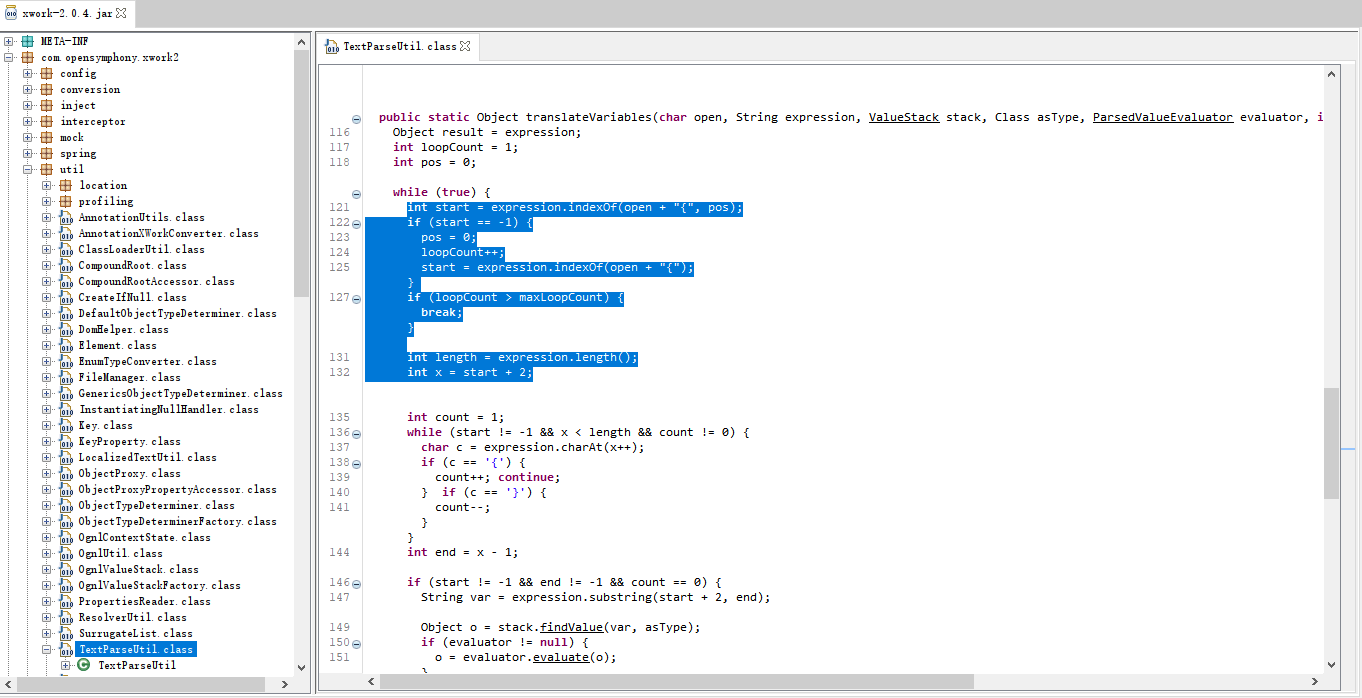 xwork-2.0.4.jar
META-INF
com.opensymphony.xwork2
config
conversion
inject
interceptor
mock
spring
util
location
profiling
AnnotationUtils.class
AnnotationXWorkConverter.class
ClassLoaderUtil.class
CompoundRoot.class
CompoundRootAccessor.class
CreateIfNull.class
DefaultObjectTypeDeterminer.class
DomHelper.class
Element.class
EnumTypeConverter.class
FileManager.class
GenericsObjectTypeDeterminer.class
InstantiatingNullHandler.class
Key.class
KeyProperty.class
LocalizedTextUtil.class
ObjectProxy.class
ObjectProxyPropertyAccessor.class
ObjectTypeDeterminer.class
ObjectTypeDeterminerFactory.class
OgnlContextState.class
OgnlUtil.class
OgnlValueStack.class
OgnlValueStackFactory.class
PropertiesReader.class
ResolverUtil.class
SurrugateList.class
TextParseUtil.class
TextParseUtil
TextParseUtil.class
public static Object translateVariables(char open, String expression, ValueStack stack, Class asType, ParsedValueEvaluator evaluator, i
116 Object result = expression;
117 int loopCount = 1;
118 int pos = 0;
while (true) {
121 int start = expression.indexOf(open + "{", pos);
122 if (start == -1) {
123 pos = 0;
124 loopCount++;
125 start = expression.indexOf(open + "{");
}
127 if (loopCount > maxLoopCount) {
break;
}
131 int length = expression.length();
132 int x = start + 2;
135 int count = 1;
136 while (start != -1 && x < length && count != 0) {
137 char c = expression.charAt(x++);
138 if (c == '{') {
139 count++; continue;
140 } if (c == '}') {
141 count--;
}
}
144 int end = x - 1;
146 if (start != -1 && end != -1 && count == 0) {
147 String var = expression.substring(start + 2, end);
149 Object o = stack.findValue(var, asType);
150 if (evaluator != null) {
151 o = evaluator.evaluate(o);
}